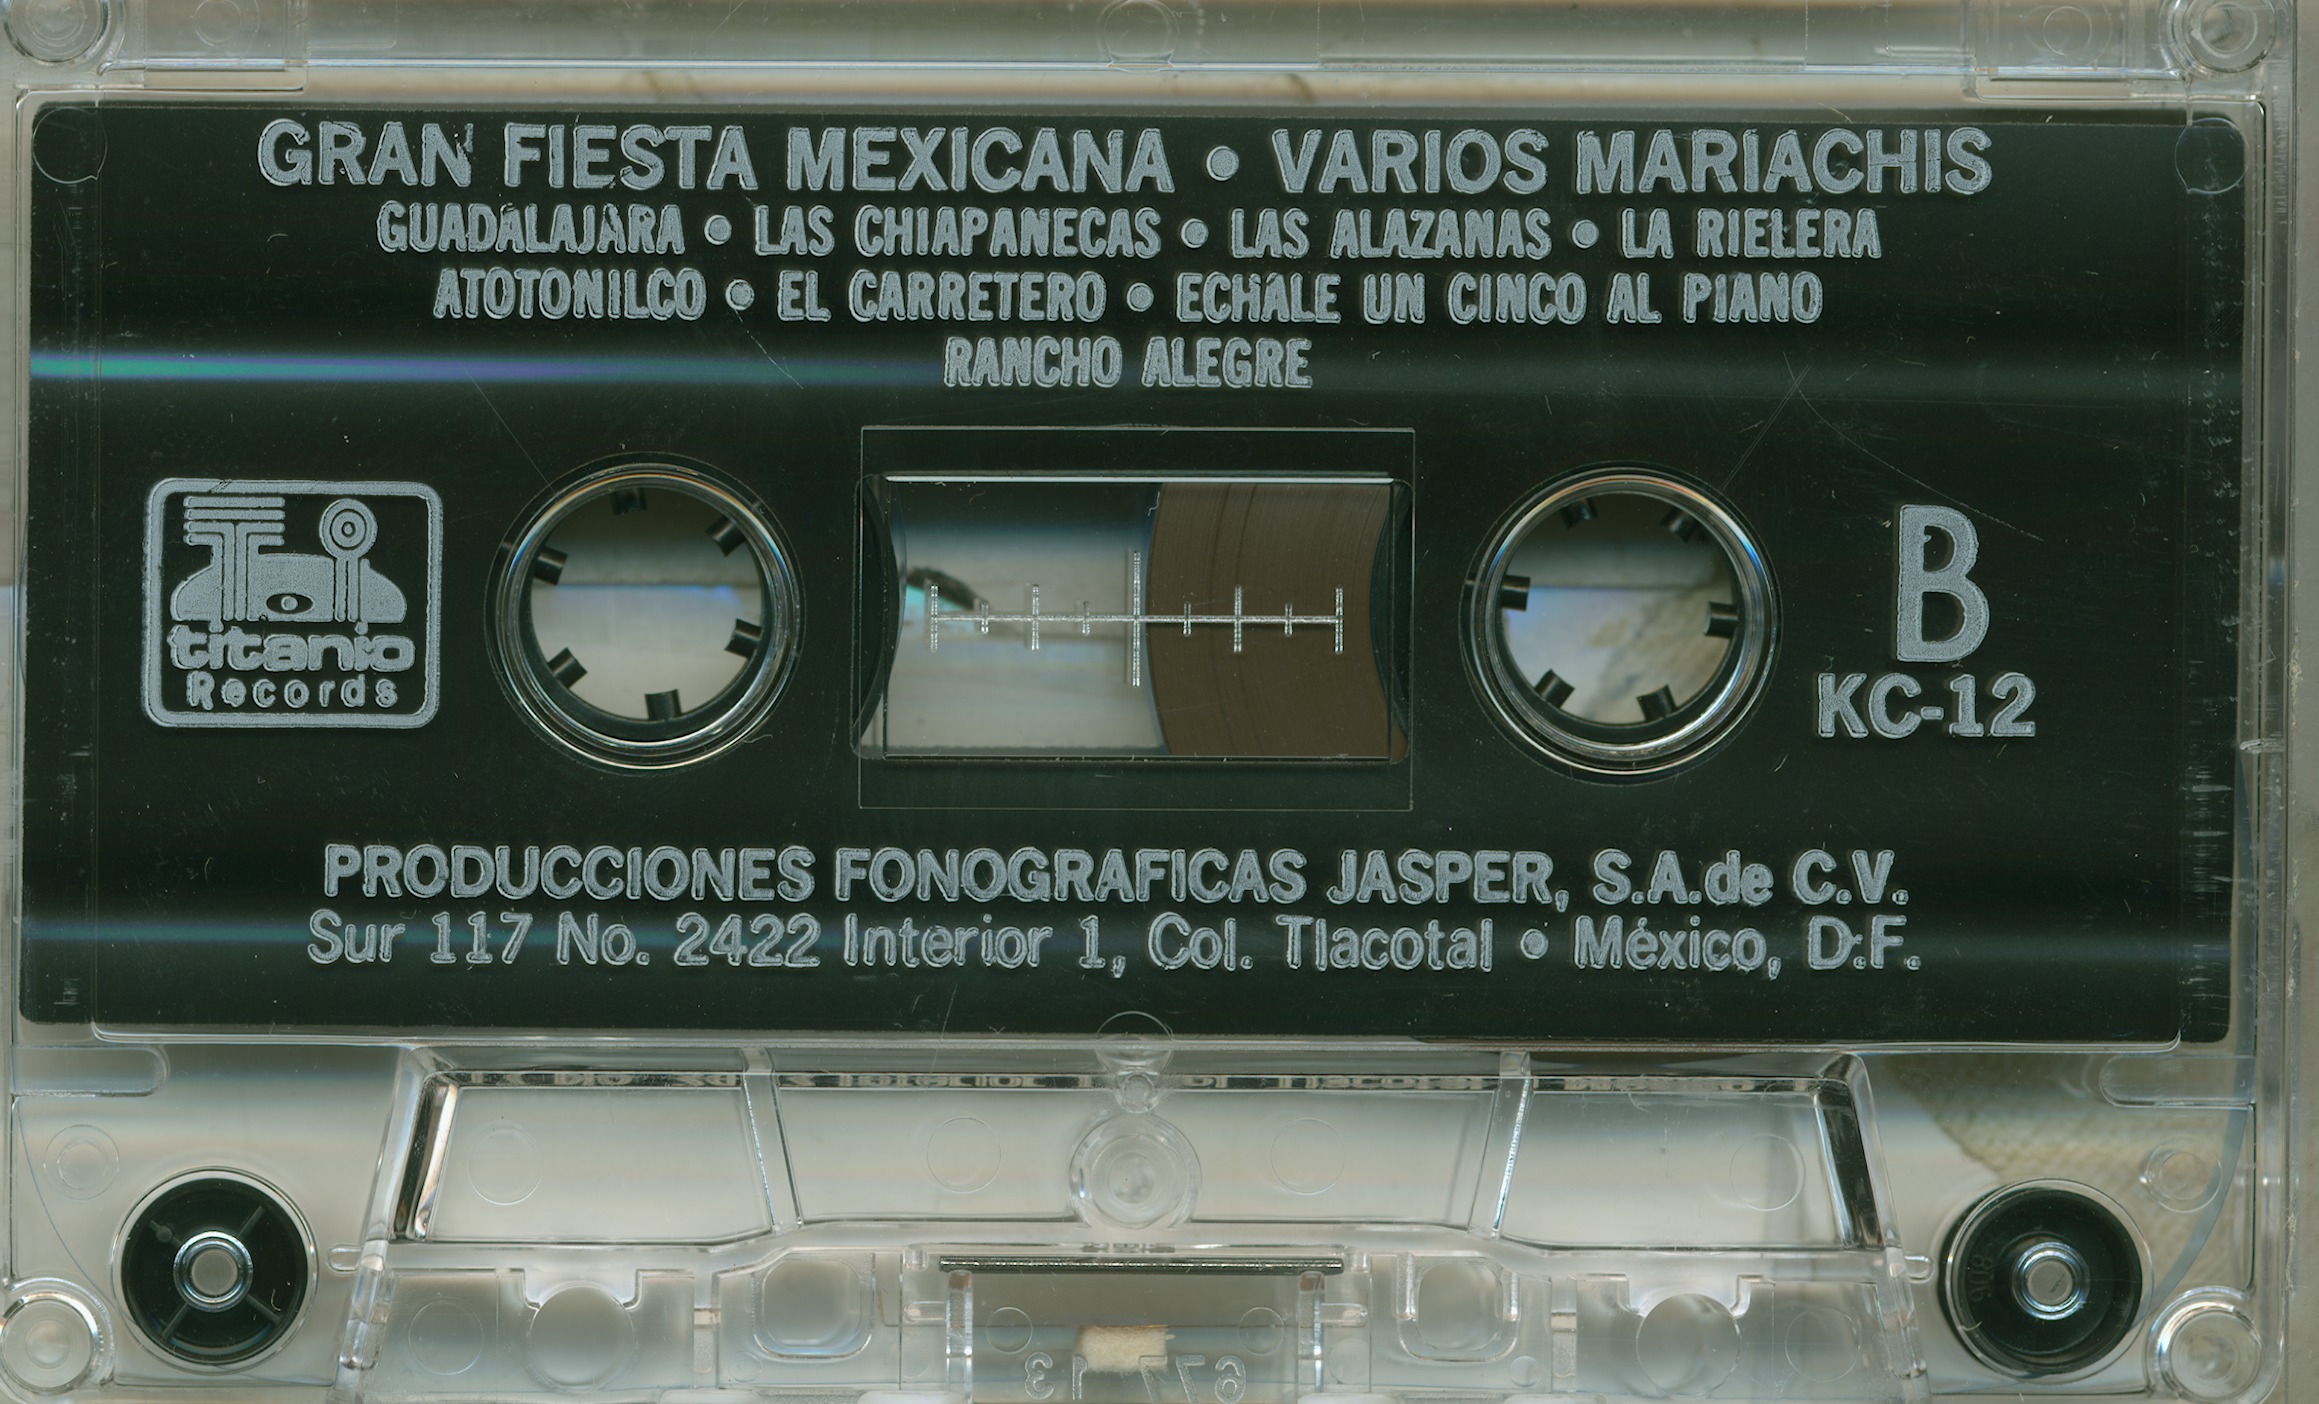 GRAN FIESTA MEXICANA • VARIOS MARIACHIS
GUADALAJARA • LAS CHIAPANECAS • LAS ALAZANAS • LA RIELERA
ATOTONILCO • EL CARRETERO • ECHALE UN CINCO AL PIANO
RANCHO ALEGRE
titanio
Records
B
KC-12
PRODUCCIONES FONOGRAFICAS JASPER, S.A.de C.V.
Sur 117 No. 2422 Interior 1, Col. Tlacotal • México, D.F.